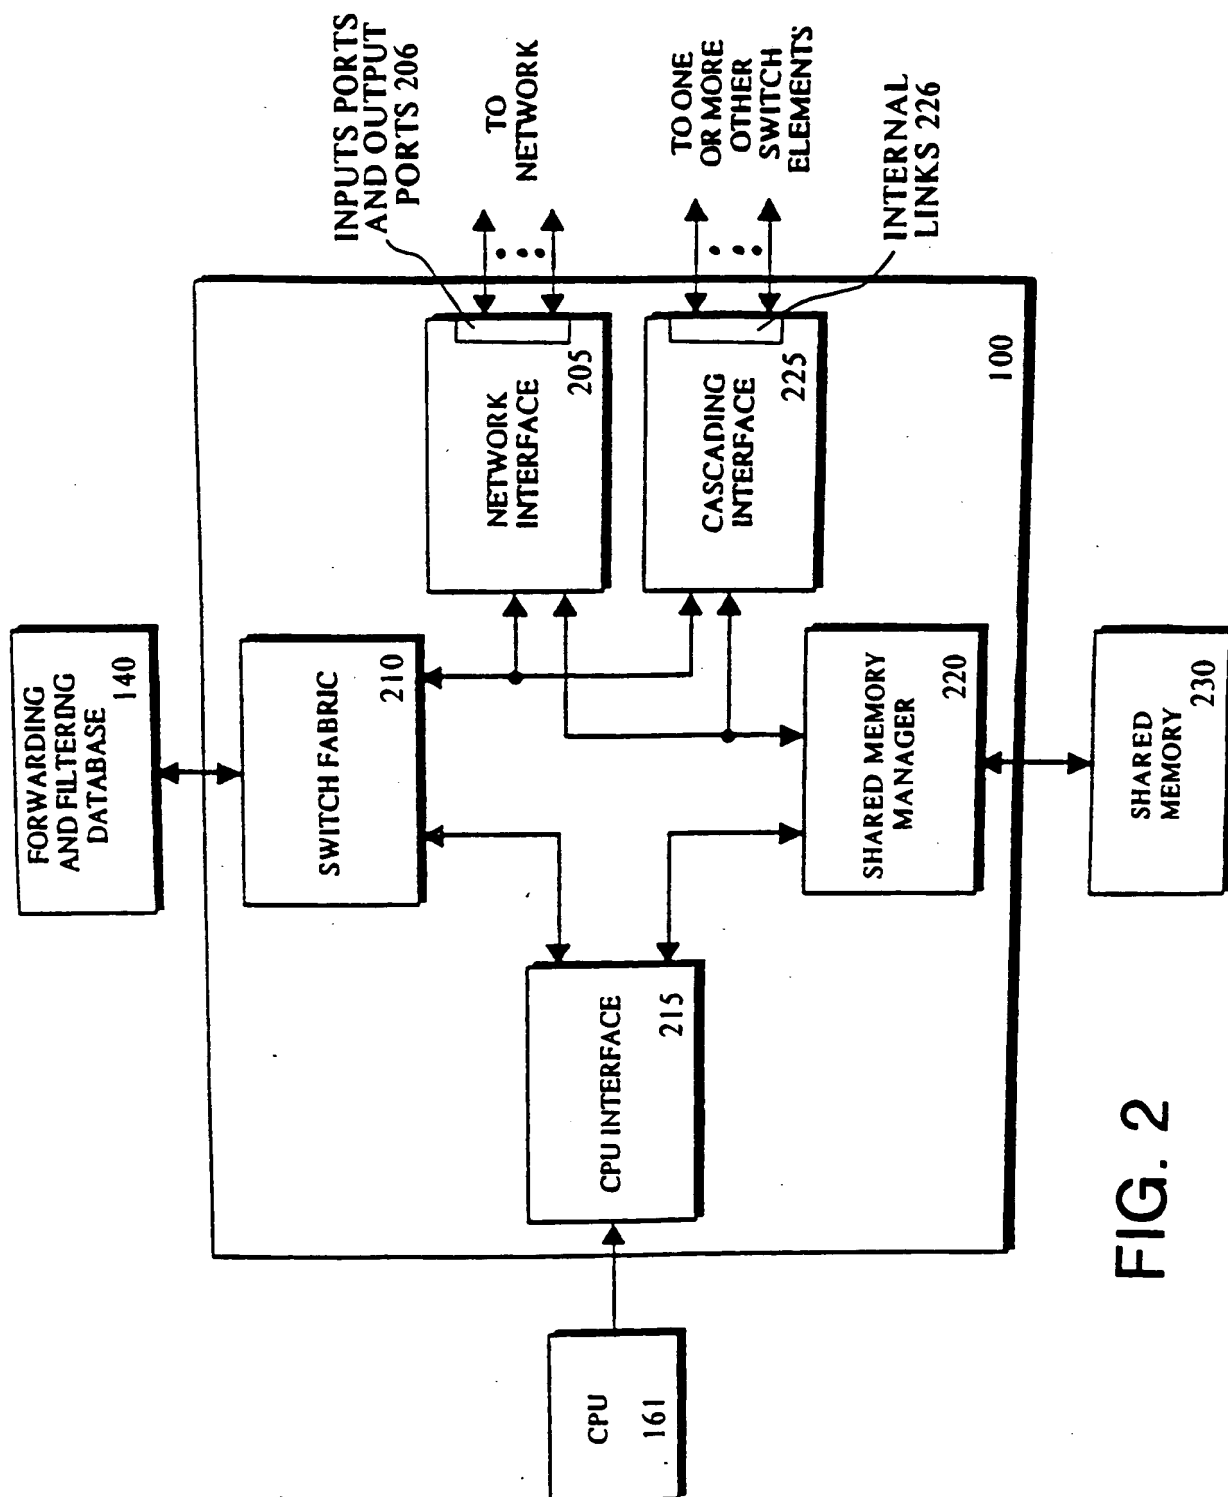 FORWARDING
AND FILTERING
DATABASE
140
INPUTS PORTS
AND OUTPUT
PORTS 206
TO
NETWORK
SWITCH FABRIC
210
NETWORK
INTERFACE
205
TO ONE
OR MORE
OTHER
SWITCH
ELEMENTS
CPU
161
CPU INTERFACE
215
CASCADING
INTERFACE
225
INTERNAL
LINKS 226
SHARED MEMORY
MANAGER
220
100
SHARED
MEMORY
230
FIG. 2